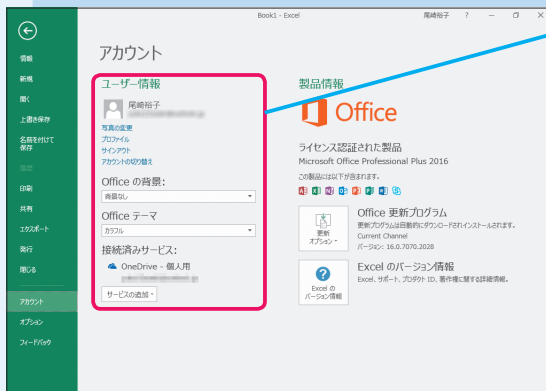 Book1 - Excel
尾崎裕子 ?
情報
新規
開く
上書き保存
名前を付けて
保存
印刷
共有
エクスポート
発行
閉じる
アカウント
オプション
フィードバック
アカウント
ユーザー情報
尾崎裕子
写真の変更
プロファイル
サインアウト
アカウントの切り替え
Office の背景:
背景なし
Office テーマ
カラフル
接続済みサービス:
OneDrive - 個人用
サービスの追加
製品情報
Office
ライセンス認証された製品
Microsoft Office Professional Plus 2016
この製品には以下が含まれます。
更新
オプション
Office 更新プログラム
更新プログラムは自動的にダウンロードされインストールされます。
Current Channel
バージョン: 16.0.7070.2028
Excel の
バージョン情報
Excel のバージョン情報
Excel、サポート、プロダクト ID、著作権に関する詳細情報。